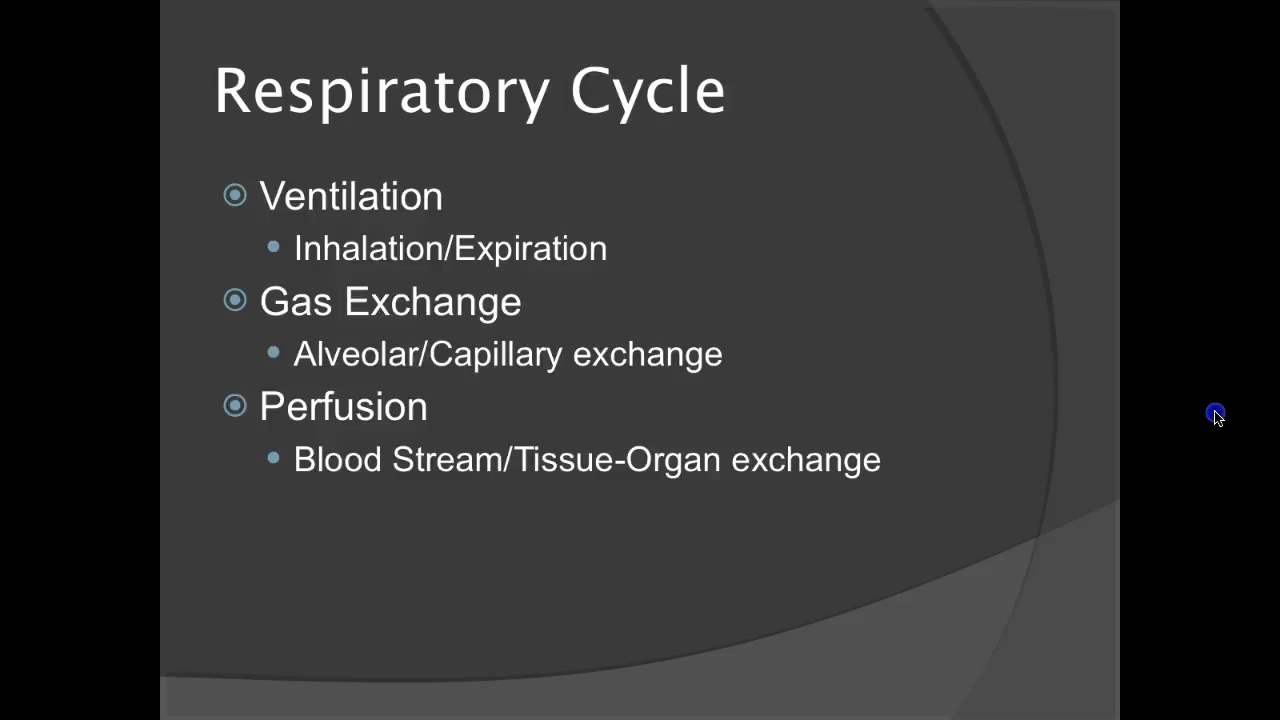 Respiratory Cycle
Ventilation
Inhalation/Expiration
Gas Exchange
Alveolar/Capillary exchange
Perfusion
Blood Stream/Tissue-Organ exchange